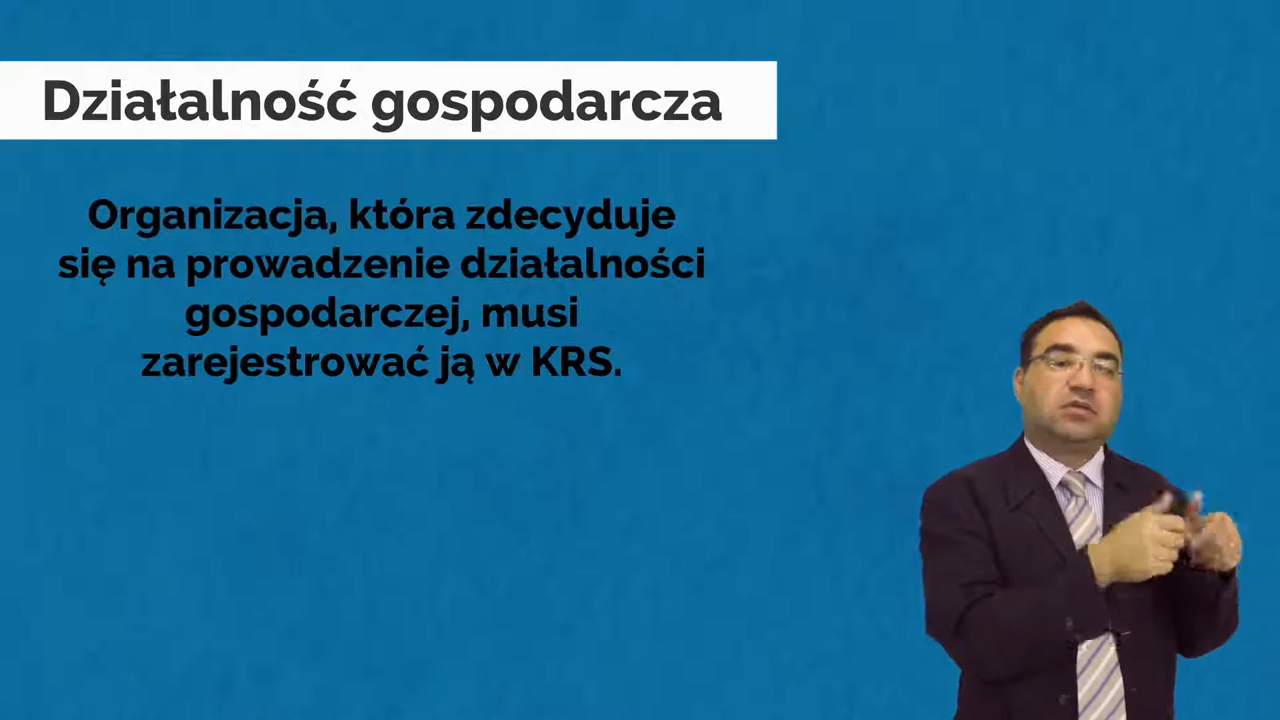 Działalność gospodarcza
Organizacja, która zdecyduje
się na prowadzenie działalności
gospodarczej, musi
zarejestrować ją w KRS.